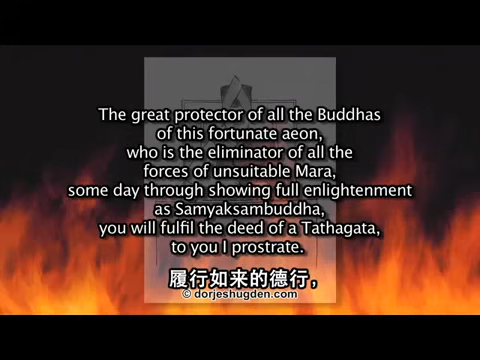 The great protector of all the Buddhas
of this fortunate aeon,
who is the eliminator of all the
forces of unsuitable Mara,
some day through showing full enlightenment
as Samyaksambuddha,
you will fulfil the deed of a Tathagata,
to you I prostrate.
履行如来的德行，
© dorjeshugden.com